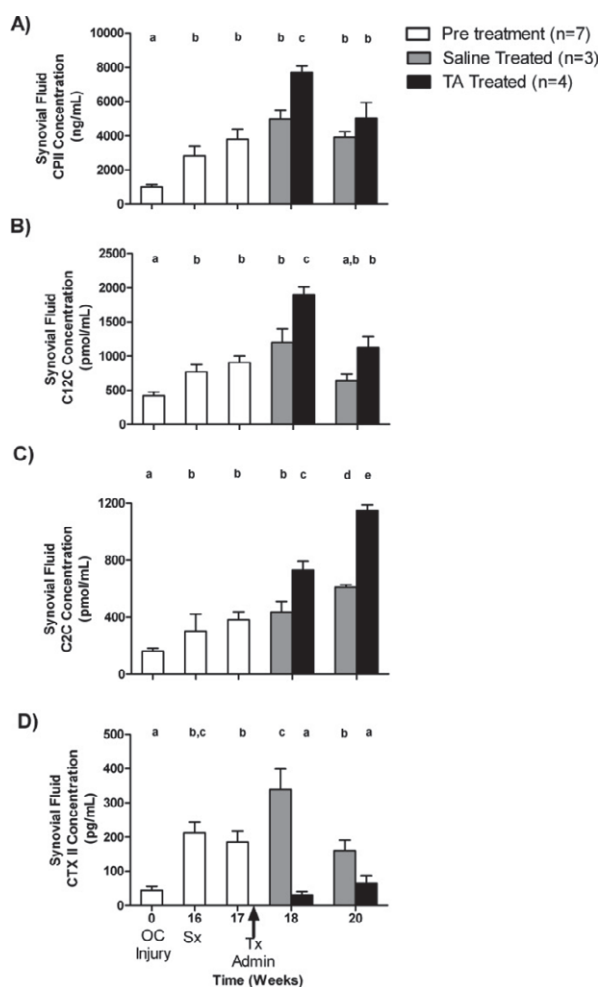 Pre treatment (n=7)
Saline Treated (n=3)
TA Treated (n=4)
A)
Synovial Fluid
CPII Concentration
(ng/mL)
10000
8000
6000
4000
2000
0
a b b b c b b
B)
Synovial Fluid
C12C Concentration
(pmol/mL)
2500
2000
1500
1000
500
0
a b b b c a,b b
C)
Synovial Fluid
C2C Concentration
(pmol/mL)
1200
800
400
0
a b b b c d e
D)
Synovial Fluid
CTX II Concentration
(pg/mL)
500
400
300
200
100
0
a b,c b c a b a
0 16 17 18 20
OC Sx Tx
Injury Admin
Time (Weeks)